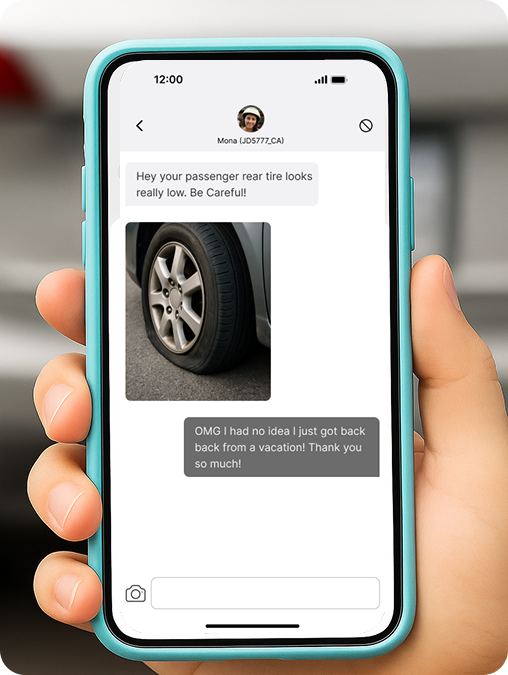 12:00
Mona (JD5777_CA)
Hey your passenger rear tire looks
really low. Be Careful!
OMG I had no idea I just got back
back from a vacation! Thank you
so much!